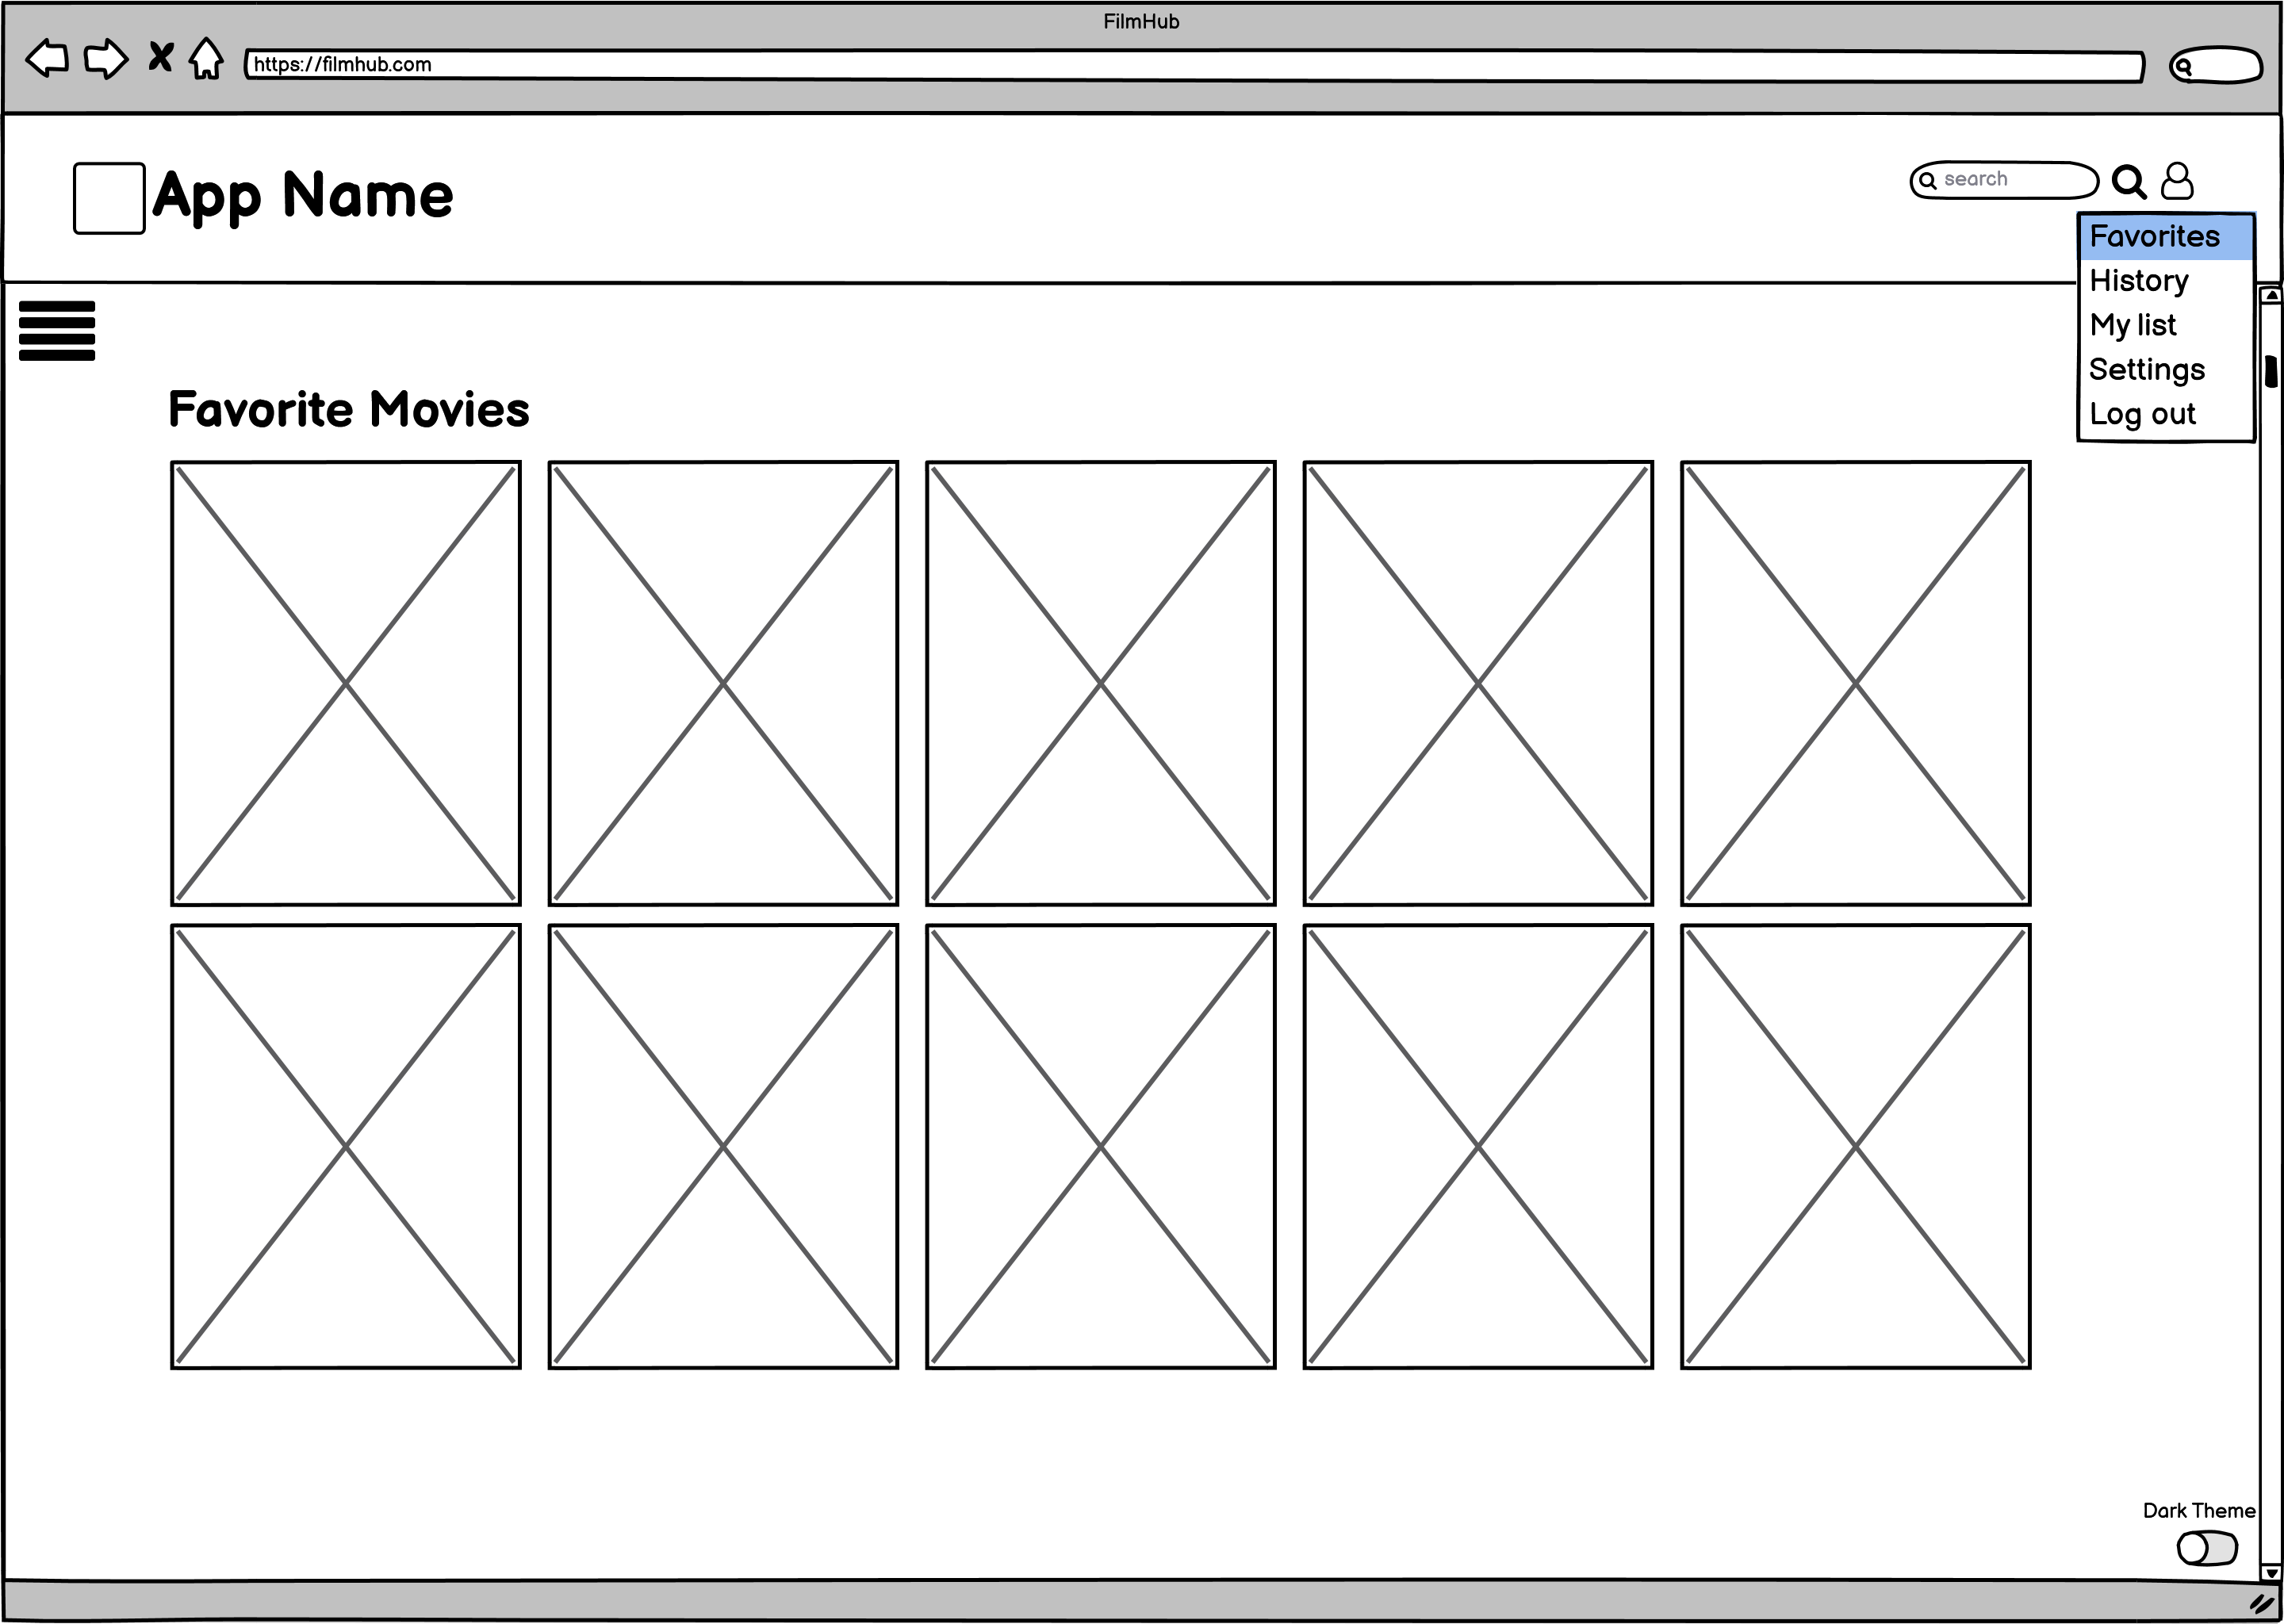 FilmHub
https://filmhub.com
App Name
search
Favorites
History
My list
Settings
Log out
Favorite Movies
Dark Theme